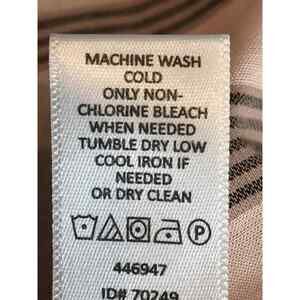 MACHINE WASH
COLD
ONLY NON-
CHLORINE BLEACH
WHEN NEEDED
TUMBLE DRY LOW
COOL IRON IF
NEEDED
OR DRY CLEAN
P
446947
ID# 70249